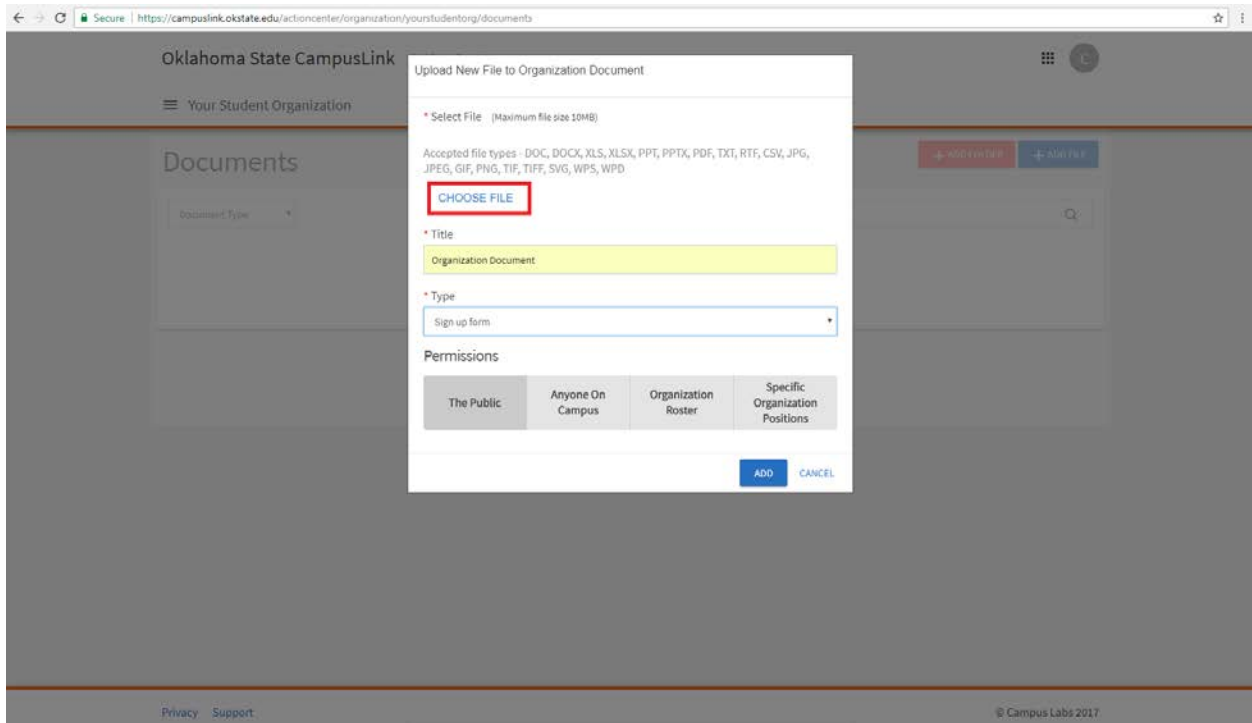 Secure | https://campuslink.okstate.edu/actioncenter/organization/yourstudentorg/documents
Oklahoma State CampusLink
C
Your Student Organization
Documents
+ ADD FOLDER
+ ADD FILE
Document Type
Upload New File to Organization Document
* Select File (Maximum file size 10MB)
Accepted file types - DOC, DOCX, XLS, XLSX, PPT, PPTX, PDF, TXT, RTF, CSV, JPG,
JPEG, GIF, PNG, TIF, TIFF, SVG, WPS, WPD
CHOOSE FILE
* Title
Organization Document
* Type
Sign up form
Permissions
The Public
Anyone On
Campus
Organization
Roster
Specific
Organization
Positions
ADD
CANCEL
Privacy Support
© Campus Labs 2017